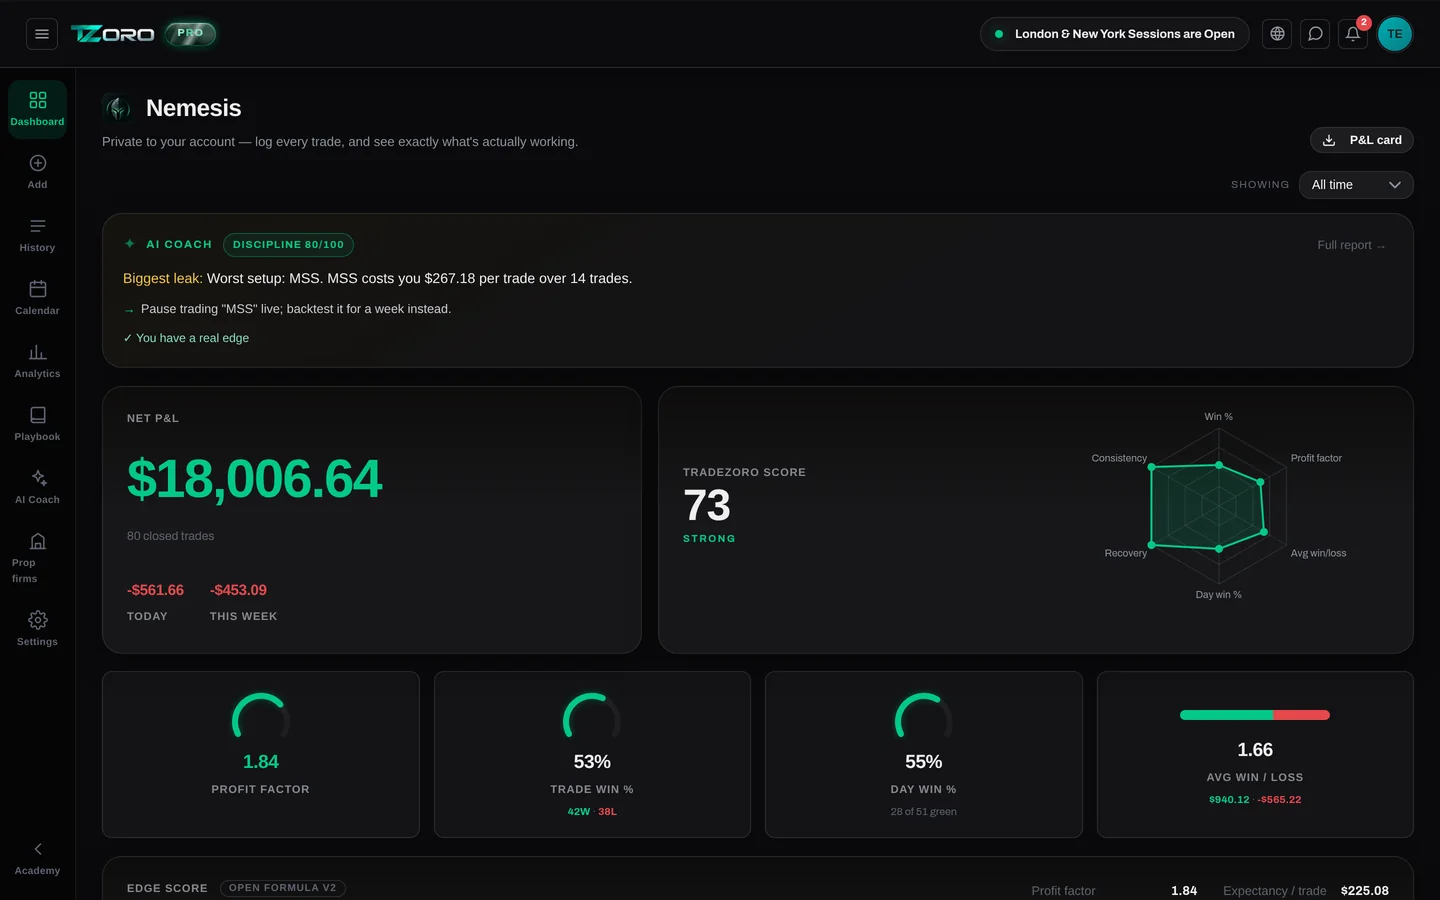 TZORO
PRO
London & New York Sessions are Open
2
TE
Dashboard
Add
History
Calendar
Analytics
Playbook
AI Coach
Prop
firms
Settings
Academy
Nemesis
Private to your account — log every trade, and see exactly what's actually working.
P&L card
SHOWING
All time
✦ AI COACH
DISCIPLINE 80/100
Full report →
Biggest leak: Worst setup: MSS. MSS costs you $267.18 per trade over 14 trades.
→ Pause trading "MSS" live; backtest it for a week instead.
✓ You have a real edge
NET P&L
$18,006.64
80 closed trades
-$561.66
TODAY
-$453.09
THIS WEEK
TRADEZORO SCORE
73
STRONG
Win %
Consistency
Profit factor
Recovery
Avg win/loss
Day win %
1.84
PROFIT FACTOR
53%
TRADE WIN %
42W · 38L
55%
DAY WIN %
28 of 51 green
1.66
AVG WIN / LOSS
$940.12 · -$565.22
EDGE SCORE
OPEN FORMULA V2
Profit factor 1.84
Expectancy / trade $225.08